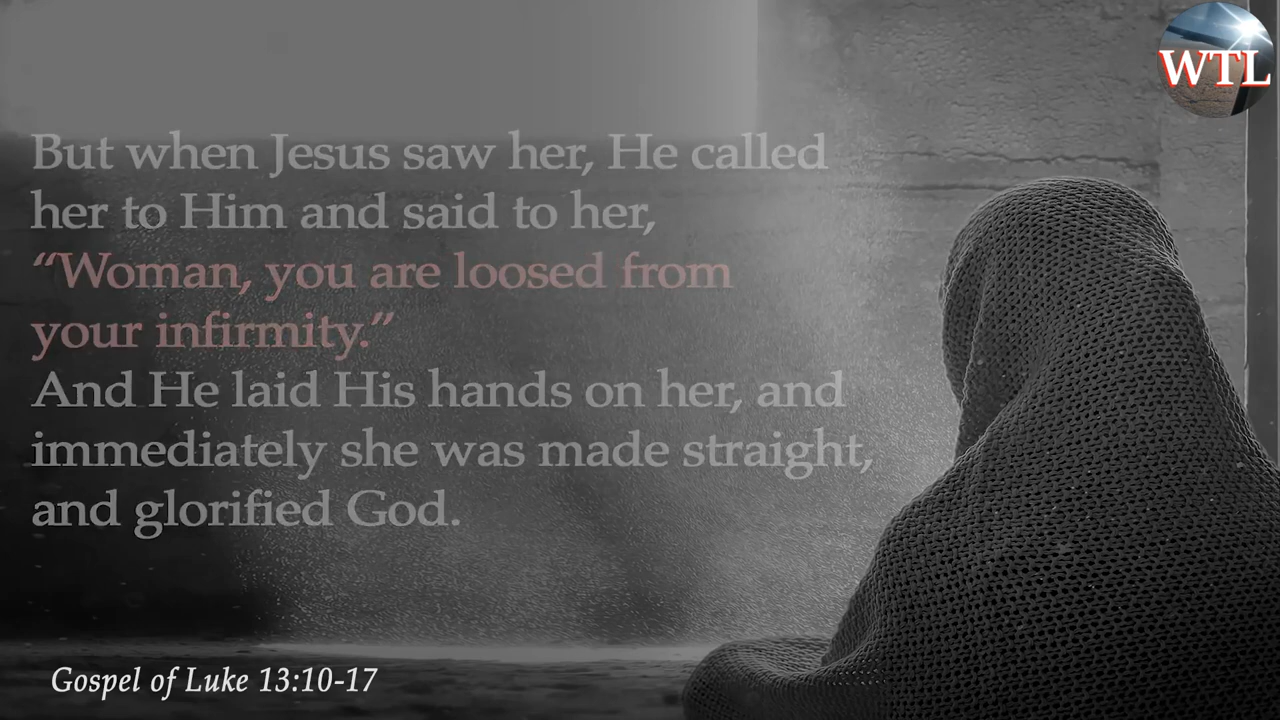 WTL
But when Jesus saw her, He called
her to Him and said to her,
“Woman, you are loosed from
your infirmity.”
And He laid His hands on her, and
immediately she was made straight,
and glorified God.
Gospel of Luke 13:10-17